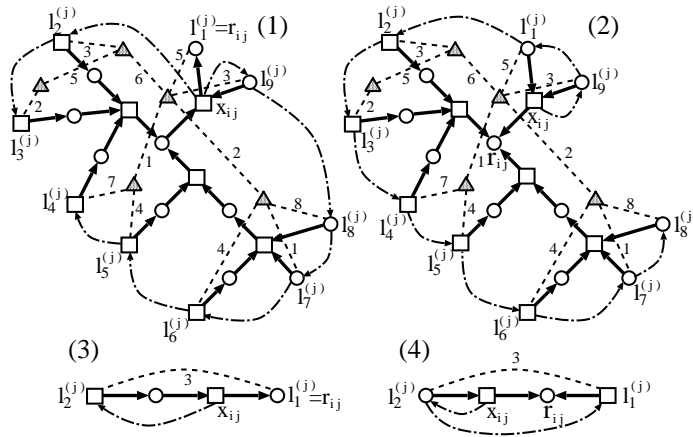 (1)
l₁⁽ʲ⁾=rᵢⱼ
l₂⁽ʲ⁾
3
5
6
5
3
l₉⁽ʲ⁾
2
xᵢⱼ
l₃⁽ʲ⁾
1
2
7
l₄⁽ʲ⁾
4
8
l₈⁽ʲ⁾
l₅⁽ʲ⁾
4
1
l₇⁽ʲ⁾
l₆⁽ʲ⁾
(2)
l₁⁽ʲ⁾
l₂⁽ʲ⁾
3
5
6
5
3
l₉⁽ʲ⁾
2
xᵢⱼ
l₃⁽ʲ⁾
1
rᵢⱼ
2
7
l₄⁽ʲ⁾
4
8
l₈⁽ʲ⁾
l₅⁽ʲ⁾
4
1
l₇⁽ʲ⁾
l₆⁽ʲ⁾
(3)
3
l₂⁽ʲ⁾
3
xᵢⱼ
l₁⁽ʲ⁾=rᵢⱼ
(4)
3
l₂⁽ʲ⁾
xᵢⱼ
rᵢⱼ
l₁⁽ʲ⁾